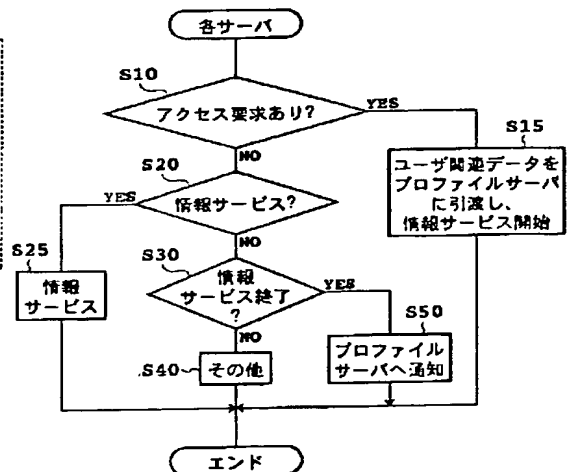 各サーバ
S10
アクセス要求あり?
YES
S15
NO
ユーザ関連データを
プロファイルサーバ
に引渡し、
情報サービス開始
S20
YES
情報サービス?
NO
S25
情報
サービス
S30
情報
サービス終了
?
YES
NO
S50
プロファイル
サーバへ通知
S40
その他
エンド